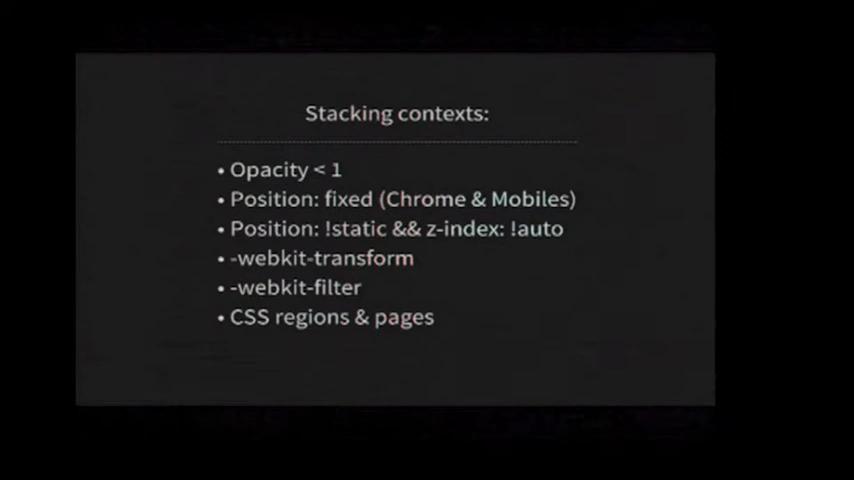 Stacking contexts:
• Opacity < 1
• Position: fixed (Chrome & Mobiles)
• Position: !static && z-index: !auto
• -webkit-transform
• -webkit-filter
• CSS regions & pages